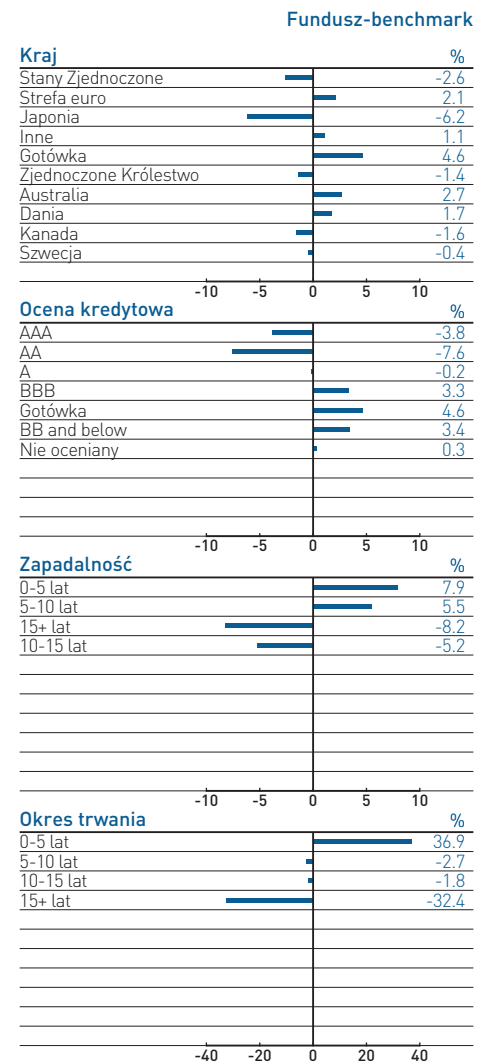 Fundusz-benchmark
Kraj %
Stany Zjednoczone -2.6
Strefa euro 2.1
Japonia -6.2
Inne 1.1
Gotówka 4.6
Zjednoczone Królestwo -1.4
Australia 2.7
Dania 1.7
Kanada -1.6
Szwecja -0.4
-10 -5 0 5 10
Ocena kredytowa %
AAA -3.8
AA -7.6
A -0.2
BBB 3.3
Gotówka 4.6
BB and below 3.4
Nie oceniany 0.3
-10 -5 0 5 10
Zapadalność %
0-5 lat 7.9
5-10 lat 5.5
15+ lat -8.2
10-15 lat -5.2
-10 -5 0 5 10
Okres trwania %
0-5 lat 36.9
5-10 lat -2.7
10-15 lat -1.8
15+ lat -32.4
-40 -20 0 20 40